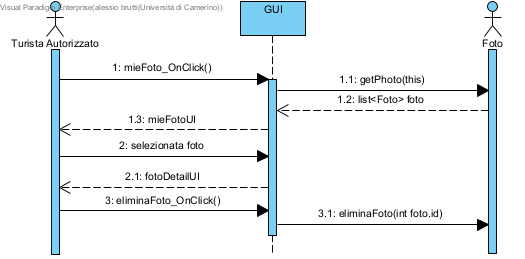 Visual Paradigm Enterprise(alessio brutti(Università di Camerino))
GUI
Turista Autorizzato
Foto
1: mieFoto_OnClick()
1.1: getPhoto(this)
1.2: list<Foto> foto
1.3: mieFotoUI
2: selezionata foto
2.1: fotoDetailUI
3: eliminaFoto_OnClick()
3.1: eliminaFoto(int foto.id)